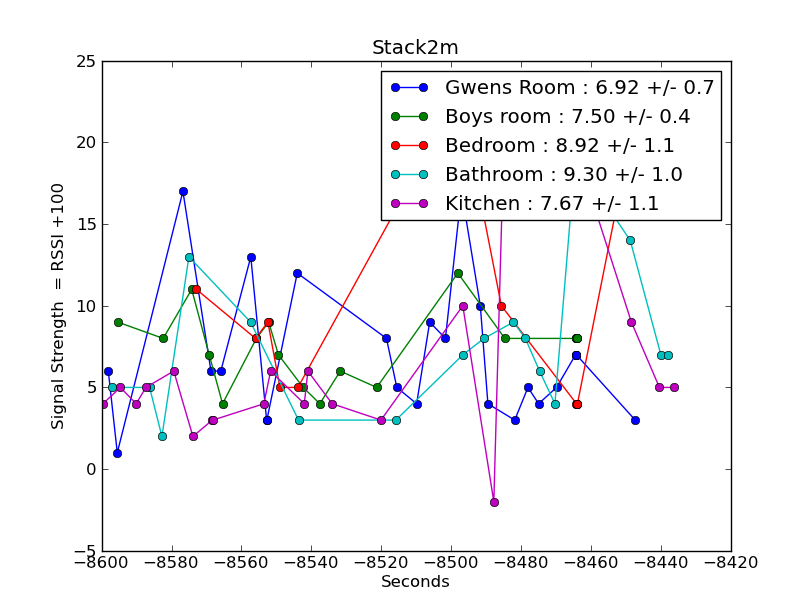 Stack2m
25
20
15
10
5
0
−5
Signal Strength = RSSI +100
Gwens Room : 6.92 +/- 0.7
Boys room : 7.50 +/- 0.4
Bedroom : 8.92 +/- 1.1
Bathroom : 9.30 +/- 1.0
Kitchen : 7.67 +/- 1.1
−8600 −8580 −8560 −8540 −8520 −8500 −8480 −8460 −8440 −8420
Seconds